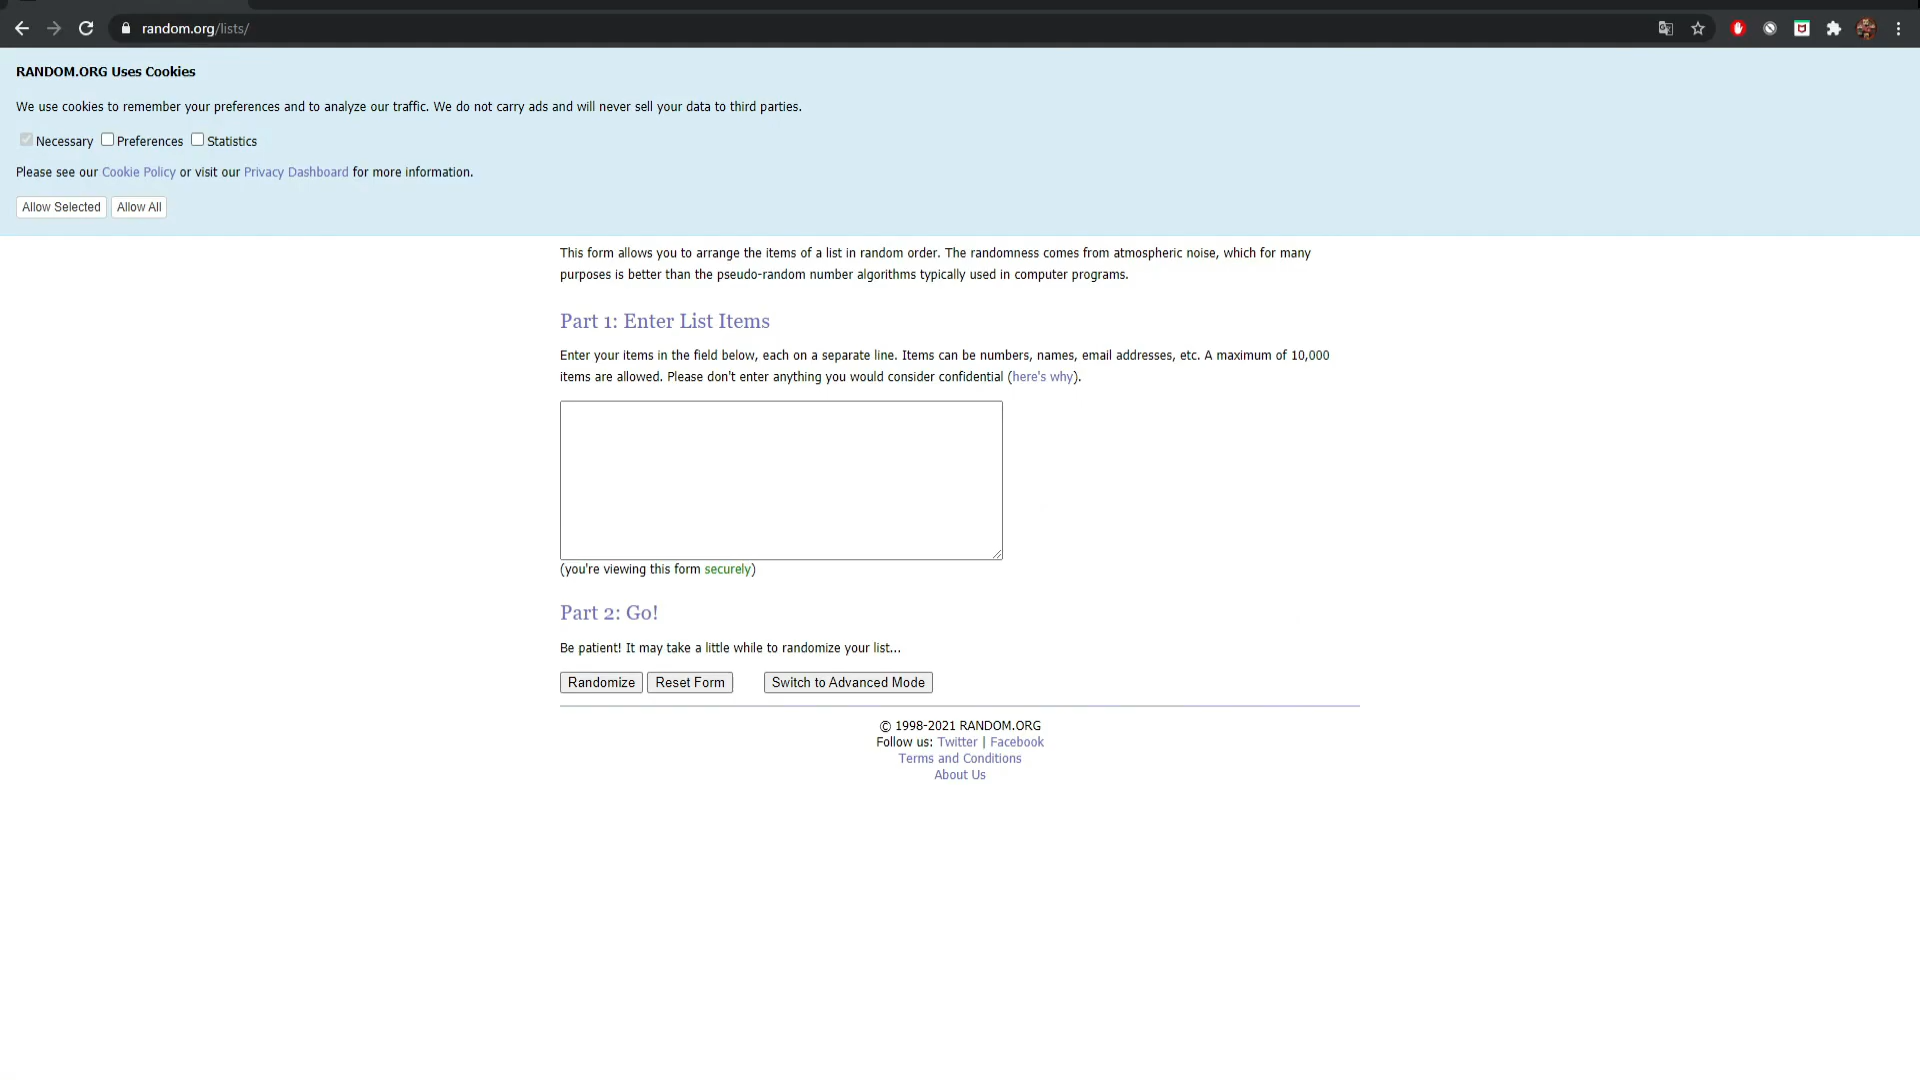 random.org/lists/
RANDOM.ORG Uses Cookies
We use cookies to remember your preferences and to analyze our traffic. We do not carry ads and will never sell your data to third parties.
Necessary Preferences Statistics
Please see our Cookie Policy or visit our Privacy Dashboard for more information.
Allow Selected Allow All
This form allows you to arrange the items of a list in random order. The randomness comes from atmospheric noise, which for many
purposes is better than the pseudo-random number algorithms typically used in computer programs.
Part 1: Enter List Items
Enter your items in the field below, each on a separate line. Items can be numbers, names, email addresses, etc. A maximum of 10,000
items are allowed. Please don't enter anything you would consider confidential (here's why).
(you're viewing this form securely)
Part 2: Go!
Be patient! It may take a little while to randomize your list...
Randomize Reset Form Switch to Advanced Mode
© 1998-2021 RANDOM.ORG
Follow us: Twitter | Facebook
Terms and Conditions
About Us